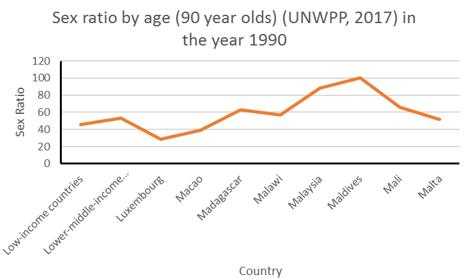 Sex ratio by age (90 year olds) (UNWPP, 2017) in
the year 1990
120
100
80
60
40
20
0
Sex Ratio
Low-income countries
Lower-middle-income...
Luxembourg
Macao
Madagascar
Malawi
Malaysia
Maldives
Mali
Malta
Country